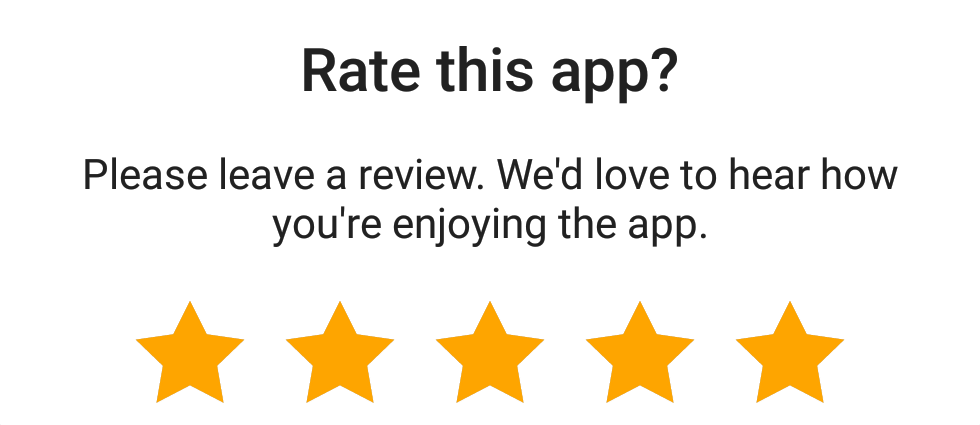 Rate this app?
Please leave a review. We'd love to hear how
you're enjoying the app.